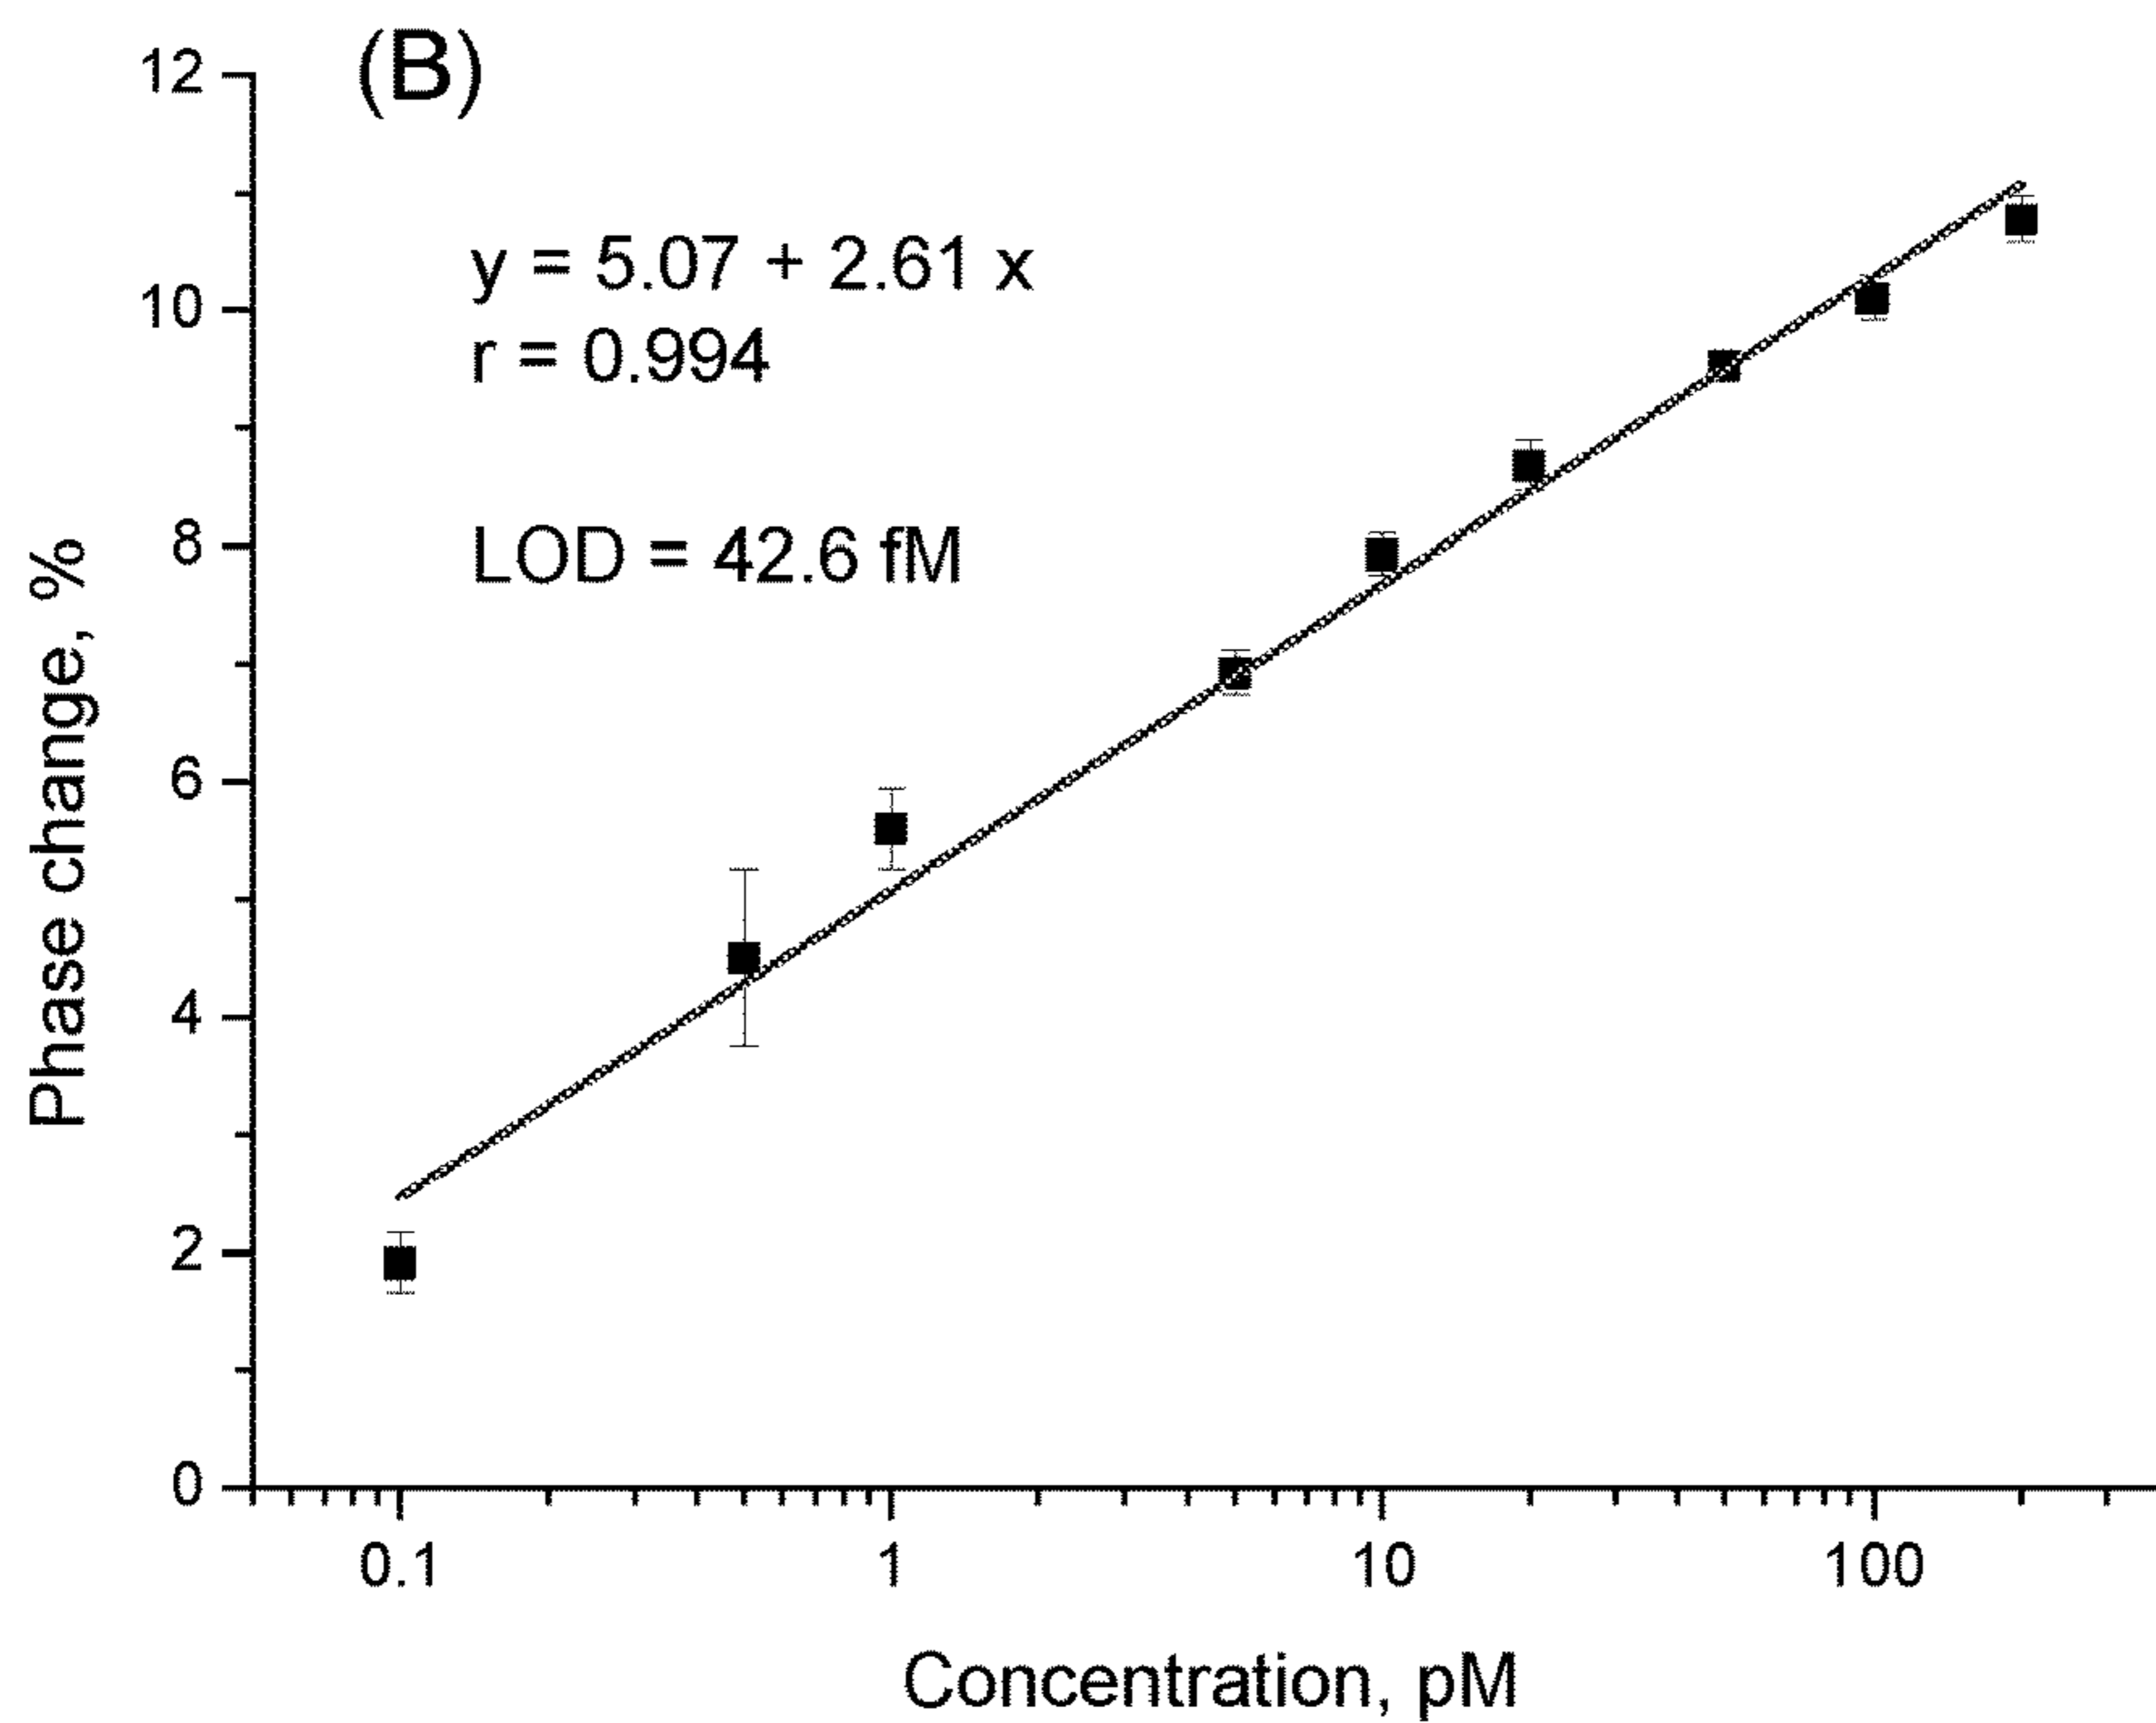 (B)
y = 5.07 + 2.61 x
r = 0.994
LOD = 42.6 fM
Phase change, %
12
10
8
6
4
2
0
0.1 1 10 100
Concentration, pM